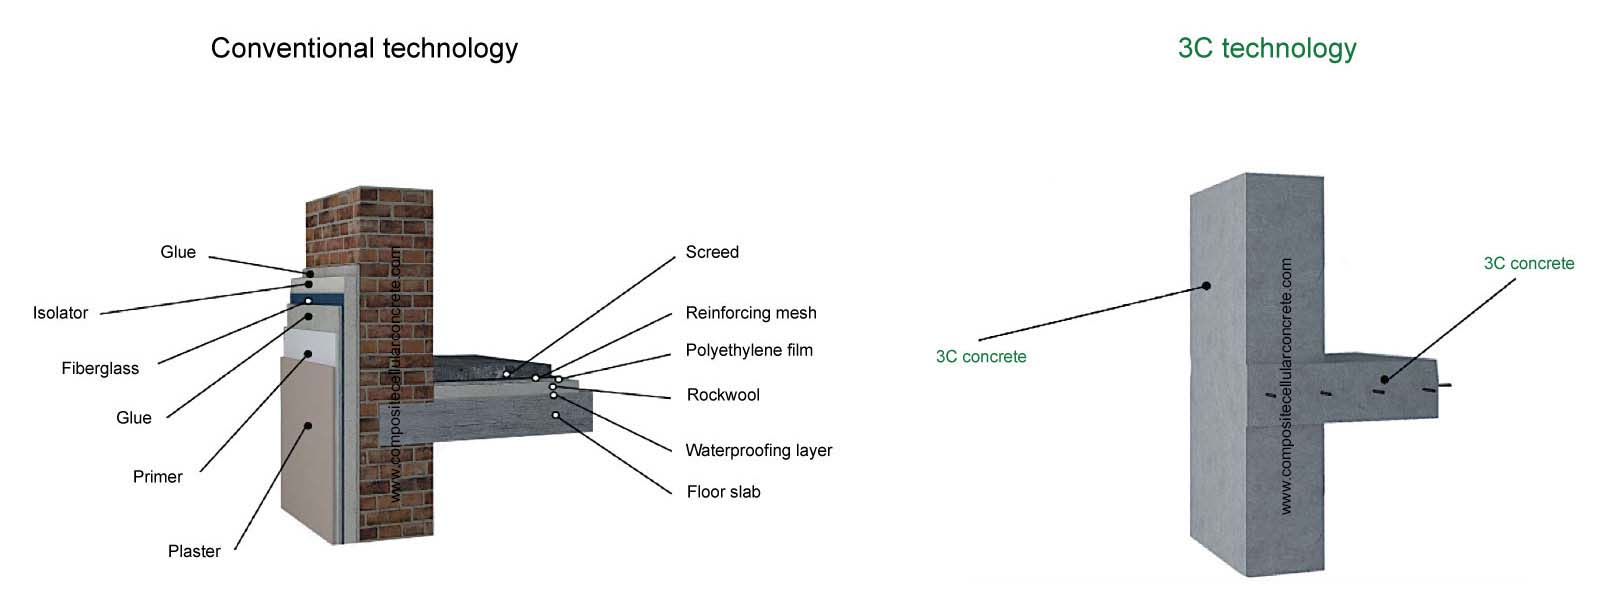 Conventional technology
3C technology
Glue
Isolator
Fiberglass
Glue
Primer
Plaster
www.compositecellularconcrete.com
Screed
Reinforcing mesh
Polyethylene film
Rockwool
Waterproofing layer
Floor slab
3C concrete
www.compositecellularconcrete.com
3C concrete